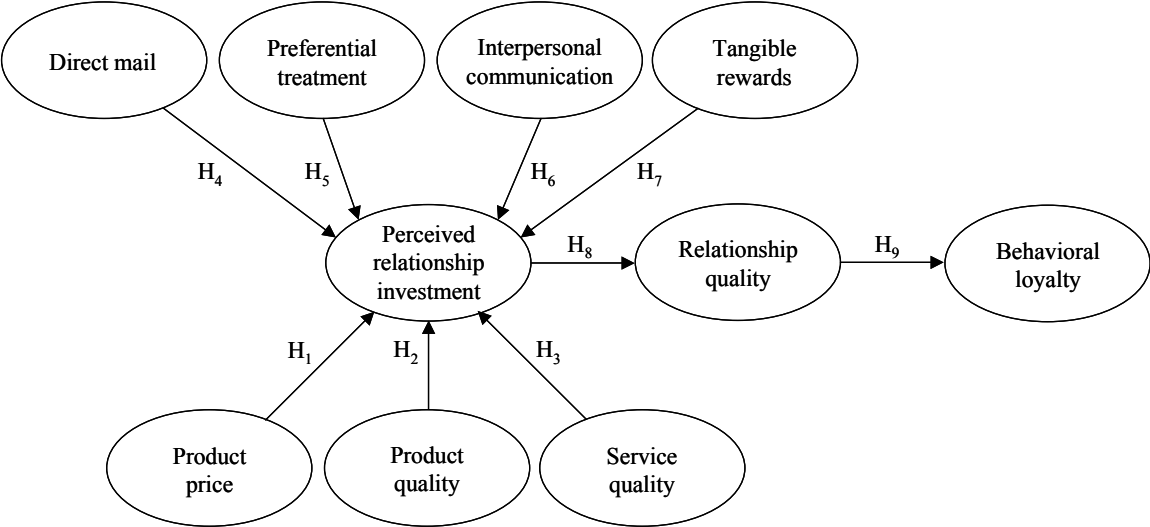 Direct mail
Preferential
treatment
Interpersonal
communication
Tangible
rewards
H4
H5
H6
H7
Perceived
relationship
investment
H8
Relationship
quality
H9
Behavioral
loyalty
H1
H2
H3
Product
price
Product
quality
Service
quality